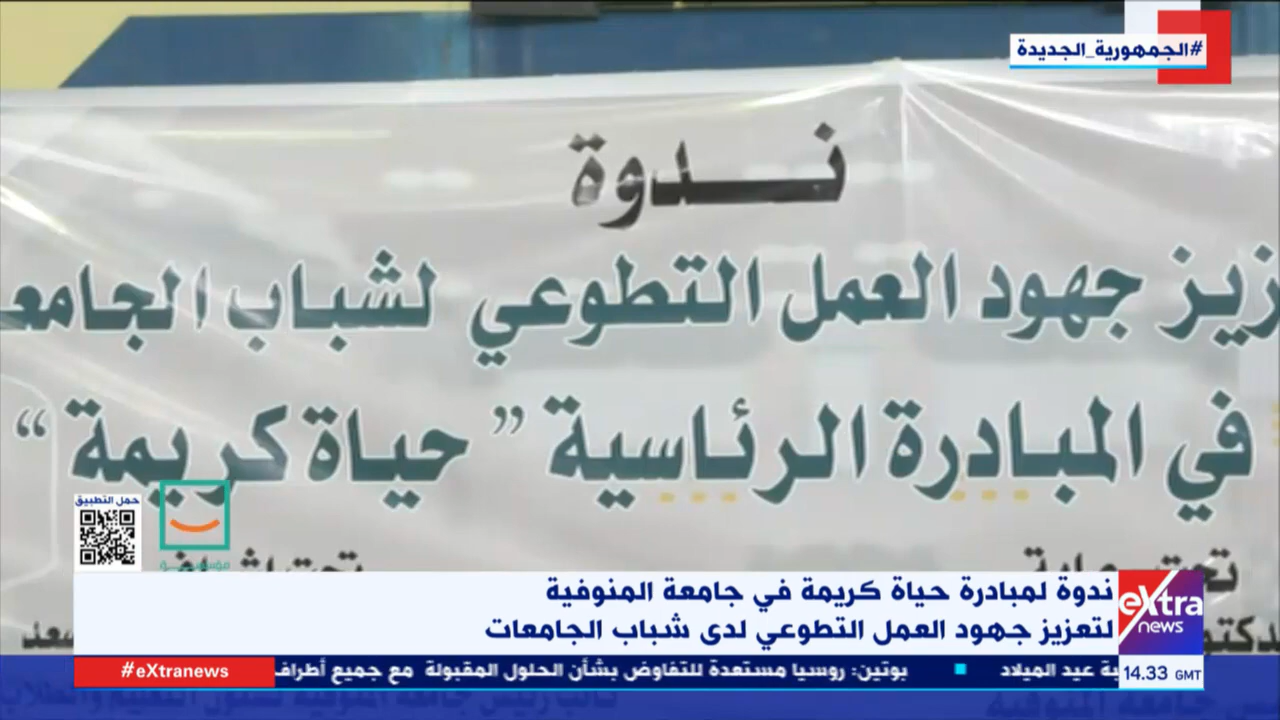 #الجمهورية_الجديدة
ندوة
جهود العمل التطوعي لشباب
في المبادرة الرئاسية "حياة كريمة"
حمل التطبيق
ندوة لمبادرة حياة كريمة في جامعة المنوفية
لتعزيز جهود العمل التطوعي لدى شباب الجامعات
eXtra
news
عيد الميلاد
بوتين: روسيا مستعدة للتفاوض بشأن الحلول المقبولة مع جميع أطراف
#eXtranews
14.33 GMT